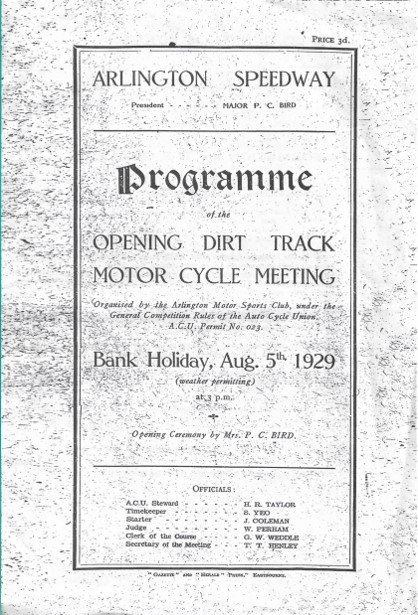 PRICE 3d.
ARLINGTON SPEEDWAY
President - - - - - MAJOR P. C. BIRD
Programme
of the
OPENING DIRT TRACK
MOTOR CYCLE MEETING
Organised by the Arlington Motor Sports Club, under the
General Competition Rules of the Auto Cycle Union.
A.C.U. Permit No. 023.
Bank Holiday, Aug. 5th 1929
(weather permitting)
at 3 p.m.
Opening Ceremony by Mrs. P. C. BIRD.
OFFICIALS :
A.C.U. Steward - - - - - - H. R. TAYLOR
Timekeeper - - - - - - S. YEO
Starter - - - - - - J. COLEMAN
Judge - - - - - - W. PERHAM
Clerk of the Course - - - - - G. W. WEDDLE
Secretary of the Meeting - - - - T. T. HENLEY
"GAZETTE" AND "HERALD" PRESS, EASTBOURNE.